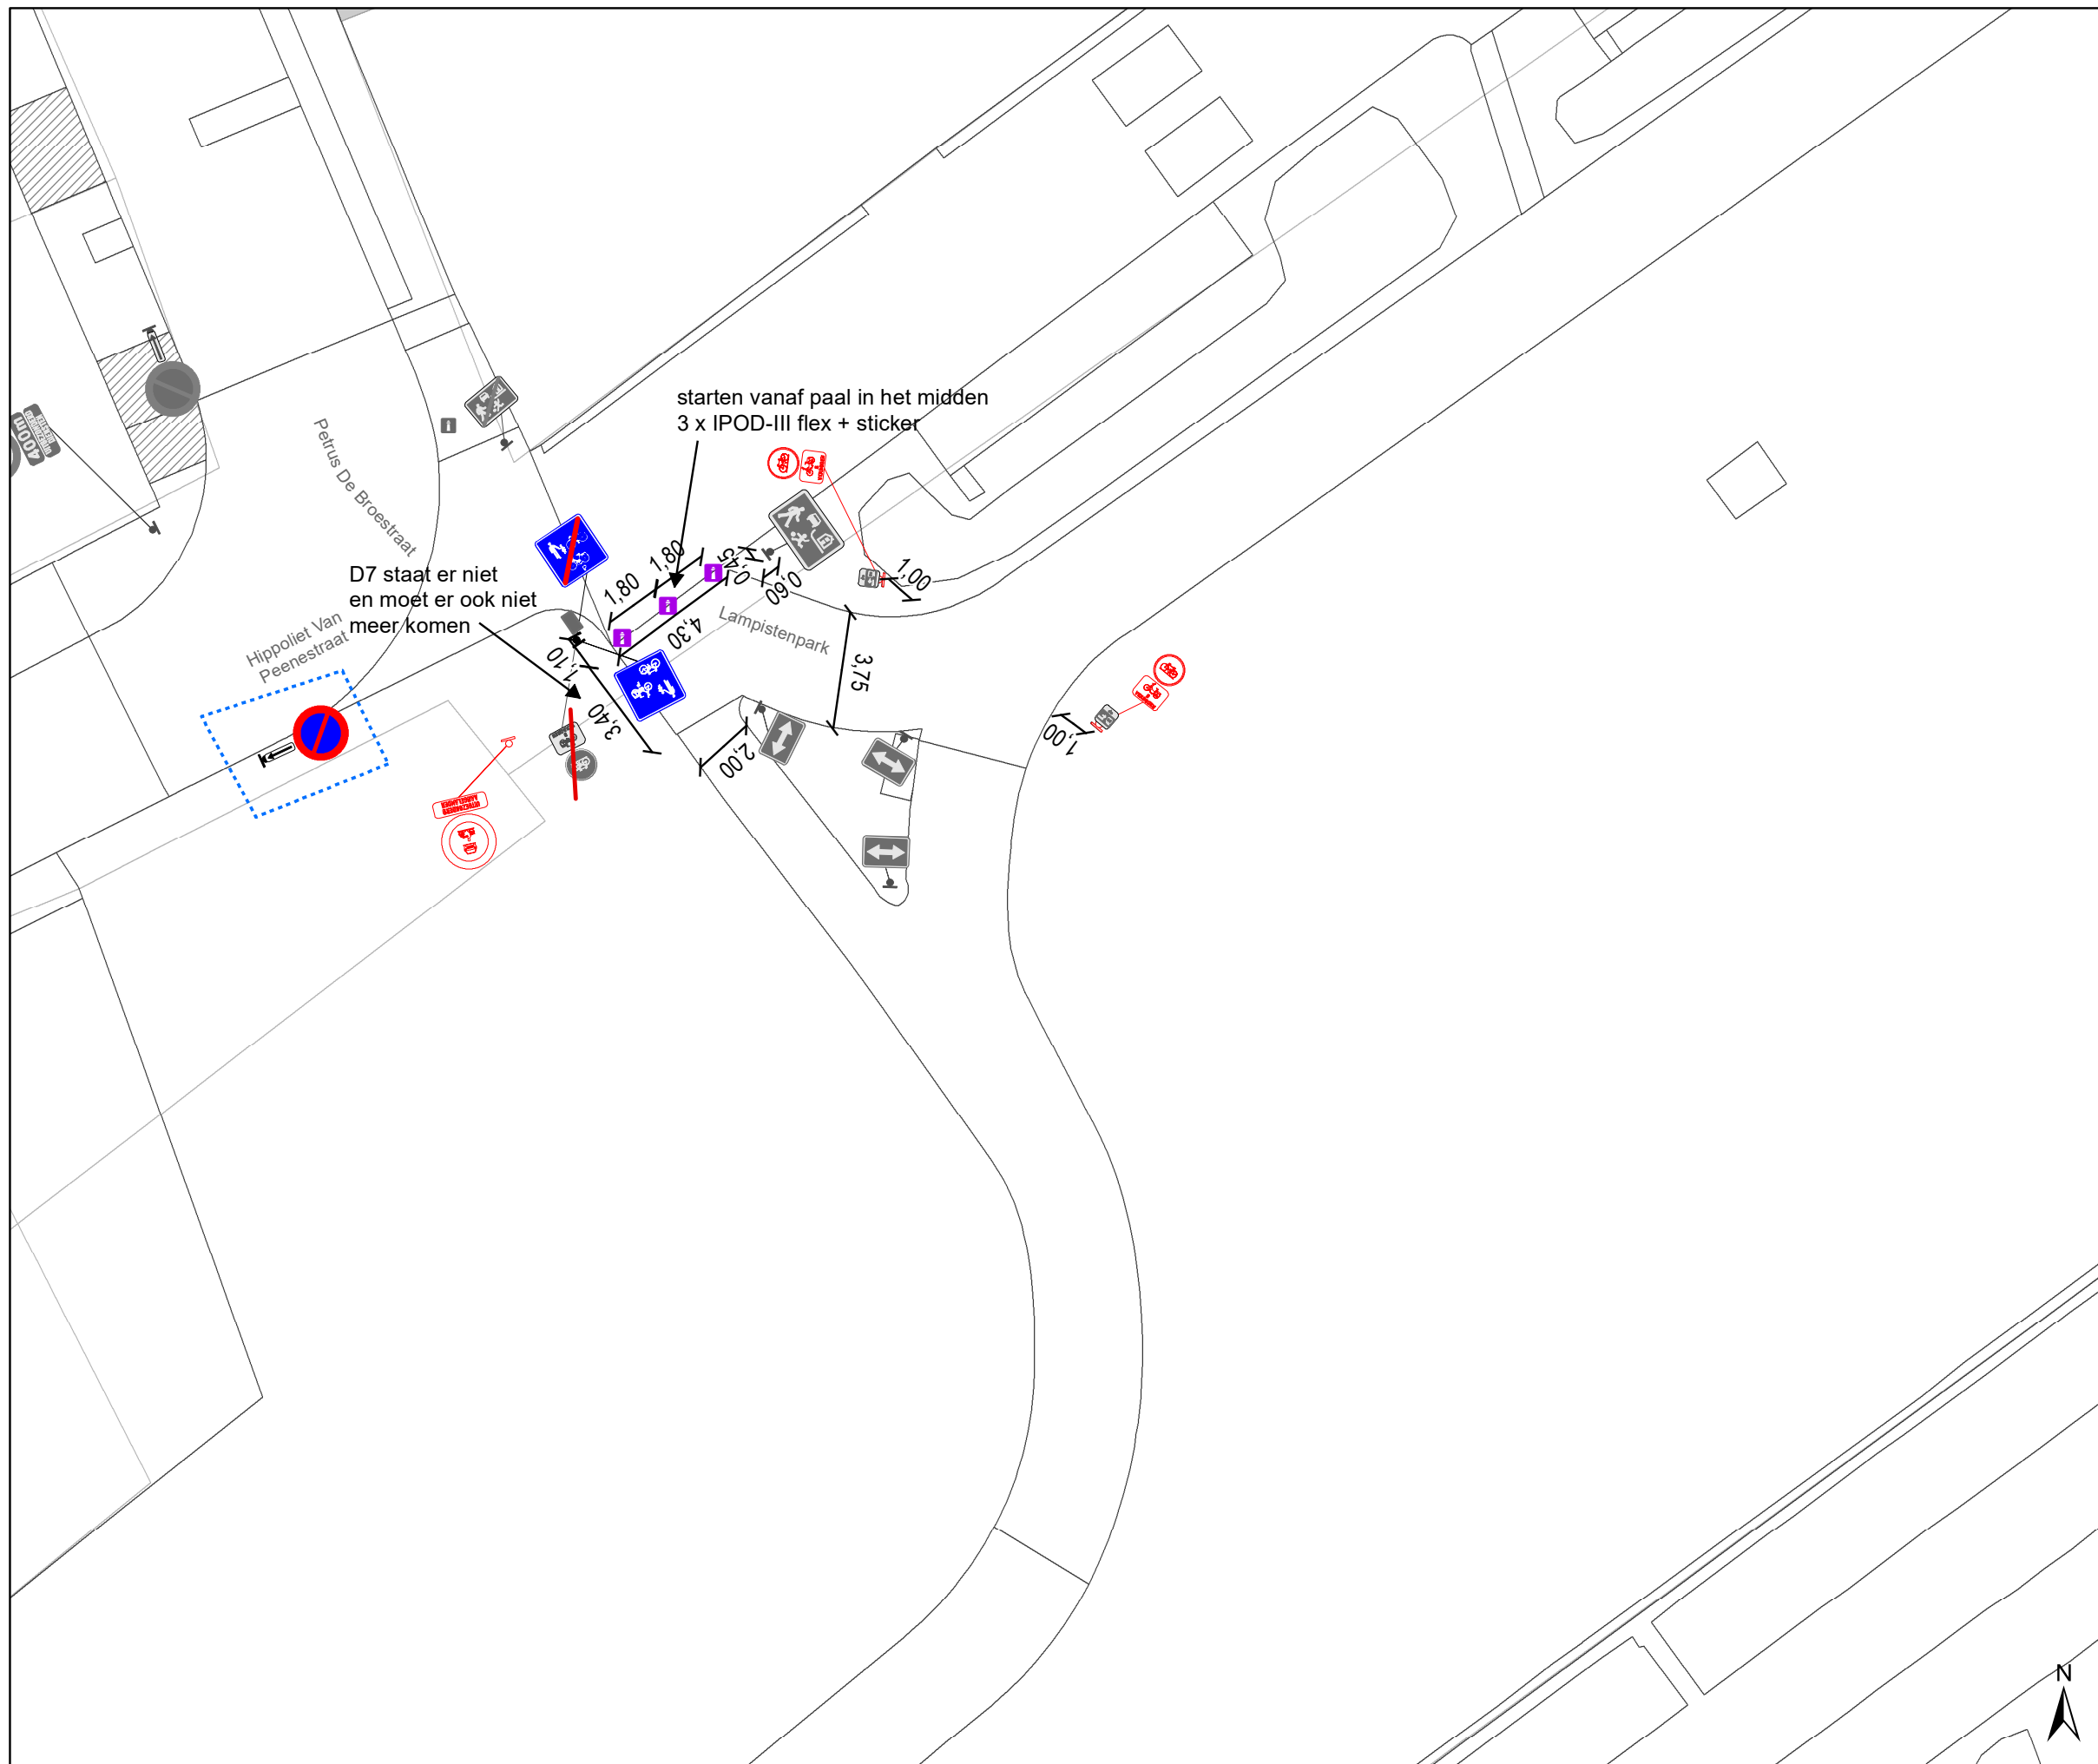 starten vanaf paal in het midden
3 x IPOD-III flex + sticker
Petrus De Broestraat
400m
D7 staat er niet
en moet er ook niet
meer komen
Hippoliet Van
Peenestraat
Lampistenpark
1,80
1,80
0,45
0,60
4,30
1,00
1,10
3,40
3,75
2,00
1,00
N